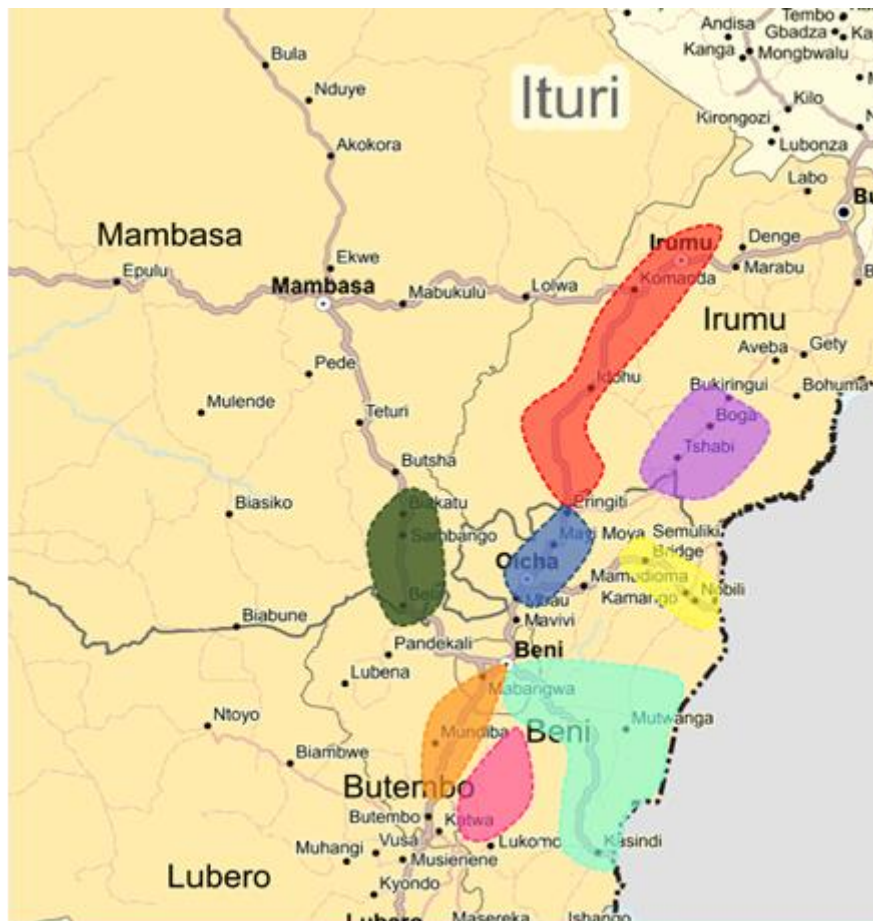 Tembo
Andisa
Gbadza
Kanga
Mongbwalu
Bula
Ituri
Nduye
Kilo
Kirongozi
Lubonza
Akokora
Labo
Mambasa
Irumu
Denge
Ekwe
Epulu
Mambasa
Komanda
Marabu
Mabukulu
Lolwa
Irumu
Aveba
Gety
Pede
Idohu
Bukiringui
Bohuma
Mulende
Boga
Teturi
Tshabi
Butsha
Biasiko
Biakatu
Eringiti
Sambango
Mayi Moya
Semuliki
Bridge
Oicha
Mamudioma
Kamango
Nobili
Mavivi
Biabune
Pandekali
Beni
Lubena
Mabangwa
Ntoyo
Mundiba
Beni
Mutwanga
Biambwe
Butembo
Butembo
Katwa
Muhangi
Vusa
Musienene
Kasindi
Lubero
Kyondo
Lubero
Masereka
Ishango